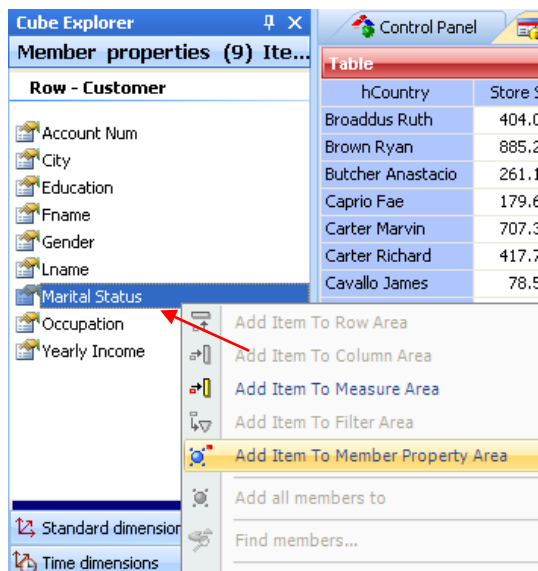 Cube Explorer
Member properties (9) Ite...
Row - Customer
Account Num
City
Education
Fname
Gender
Lname
Marital Status
Occupation
Yearly Income
Standard dimension
Time dimensions
Control Panel
Table
hCountry Store S
Broaddus Ruth 404.0
Brown Ryan 885.2
Butcher Anastacio 261.1
Caprio Fae 179.6
Carter Marvin 707.3
Carter Richard 417.7
Cavallo James 78.5
Add Item To Row Area
Add Item To Column Area
Add Item To Measure Area
Add Item To Filter Area
Add Item To Member Property Area
Add all members to
Find members...